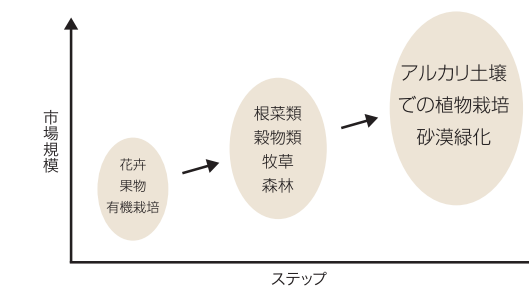 市場規模
花卉
果物
有機栽培
根菜類
穀物類
牧草
森林
アルカリ土壌
での植物栽培
砂漠緑化
ステップ